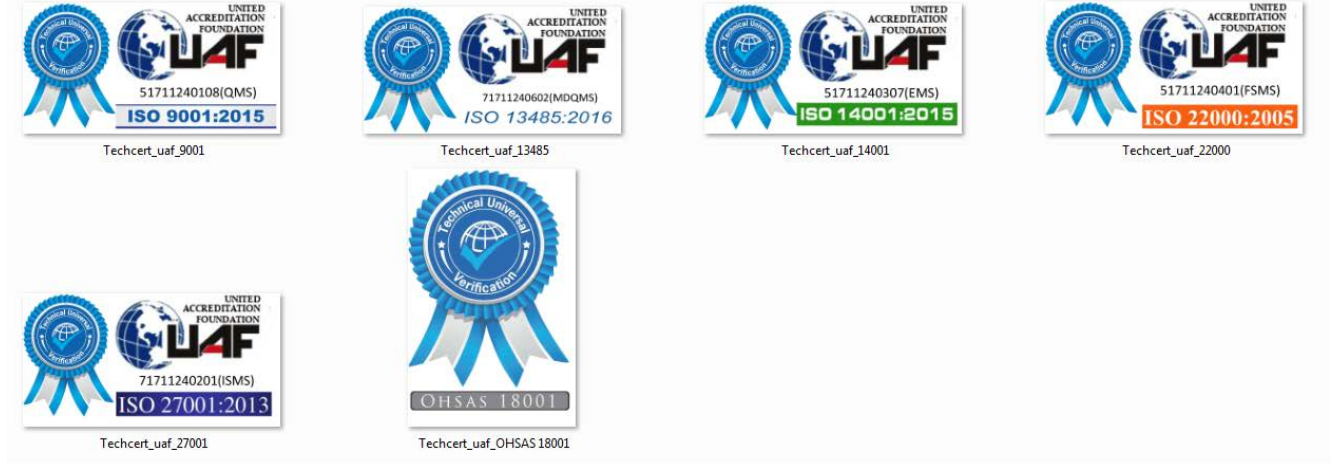 Technical Universal
Verification
UNITED
ACCREDITATION
FOUNDATION
UAF
51711240108(QMS)
ISO 9001:2015
Techcert_uaf_9001
Technical Universal
Verification
UNITED
ACCREDITATION
FOUNDATION
UAF
71711240602(MDQMS)
ISO 13485:2016
Techcert_uaf_13485
Technical Universal
Verification
UNITED
ACCREDITATION
FOUNDATION
UAF
51711240307(EMS)
ISO 14001:2015
Techcert_uaf_14001
Technical Universal
Verification
UNITED
ACCREDITATION
FOUNDATION
UAF
51711240401(FSMS)
ISO 22000:2005
Techcert_uaf_22000
Technical Universal
Verification
UNITED
ACCREDITATION
FOUNDATION
UAF
71711240201(ISMS)
ISO 27001:2013
Techcert_uaf_27001
Technical Universal
Verification
OHSAS 18001
Techcert_uaf_OHSAS 18001